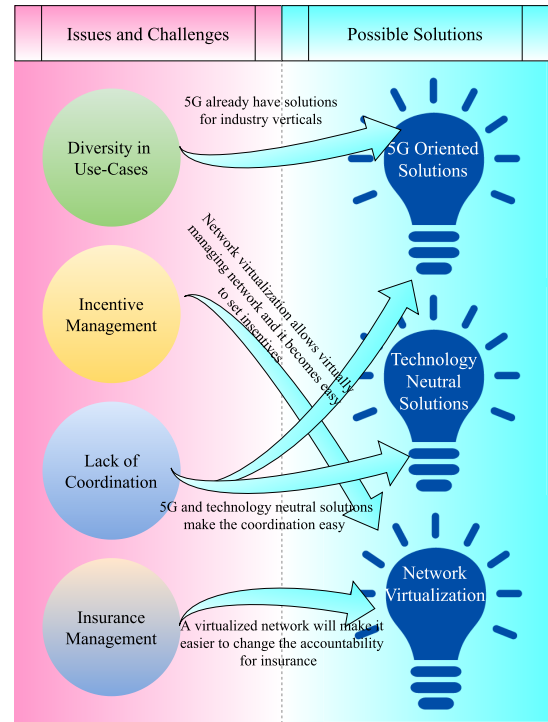 Issues and Challenges
Possible Solutions
5G already have solutions
for industry verticals
Diversity in
Use-Cases
5G Oriented
Solutions
Network virtualization allows virtually
managing network and it becomes easy
to set incentives.
Incentive
Management
Technology
Neutral
Solutions
Lack of
Coordination
5G and technology neutral solutions
make the coordination easy
Network
Virtualization
Insurance
Management
A virtualized network will make it
easier to change the accountability
for insurance